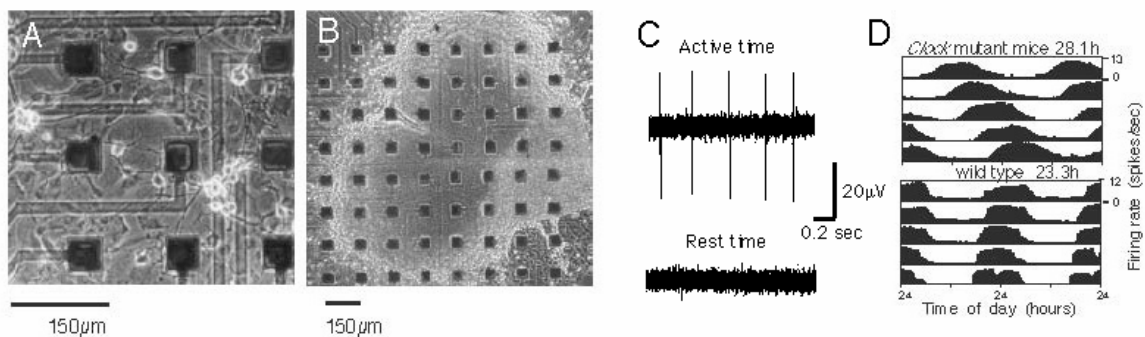 A
150µm
B
150µm
C
Active time
20µV
0.2 sec
Rest time
D
Clock mutant mice 28.1h
13
0
wild type 23.3h
12
0
Firing rate (spikes/sec)
24 24 24
Time of day (hours)